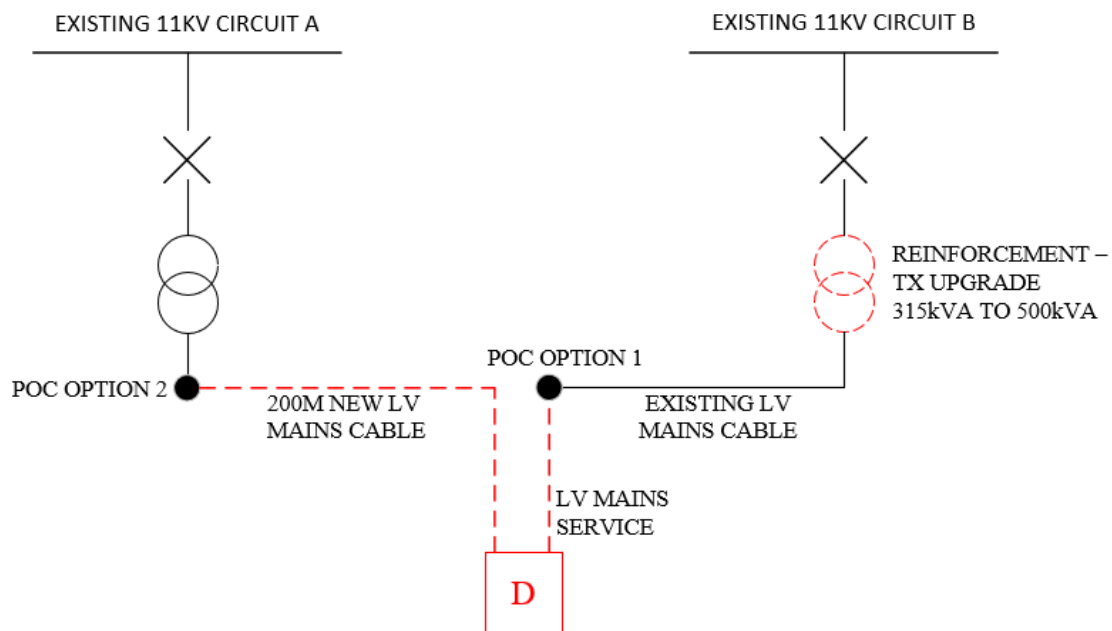 EXISTING 11KV CIRCUIT A
EXISTING 11KV CIRCUIT B
REINFORCEMENT –
TX UPGRADE
315kVA TO 500kVA
POC OPTION 1
POC OPTION 2
200M NEW LV
MAINS CABLE
EXISTING LV
MAINS CABLE
LV MAINS
SERVICE
D